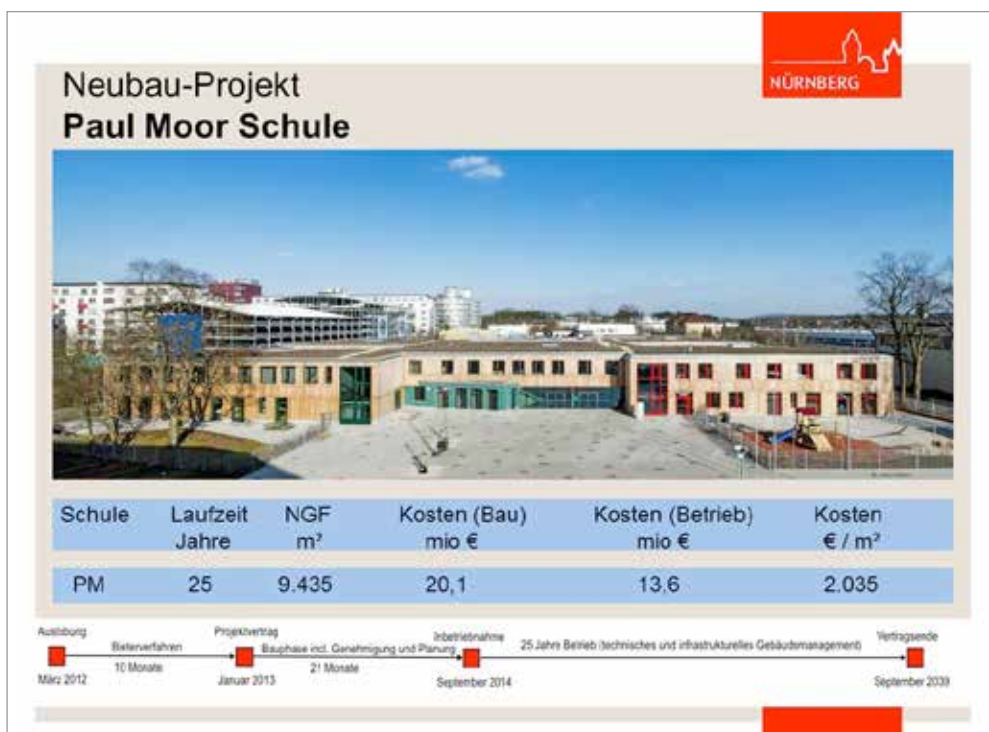 NÜRNBERG
Neubau-Projekt
Paul Moor Schule
Schule Laufzeit NGF Kosten (Bau) Kosten (Betrieb) Kosten
Jahre m² mio € mio € € / m²
PM 25 9.435 20,1 13,6 2.035
Auslobung Projektvertrag Inbetriebnahme Vertragsende
Bieterverfahren Bauphase incl. Genehmigung und Planung 25 Jahre Betrieb (technisches und infrastrukturelles Gebäudemanagement)
10 Monate 21 Monate
März 2012 Januar 2013 September 2014 September 2039